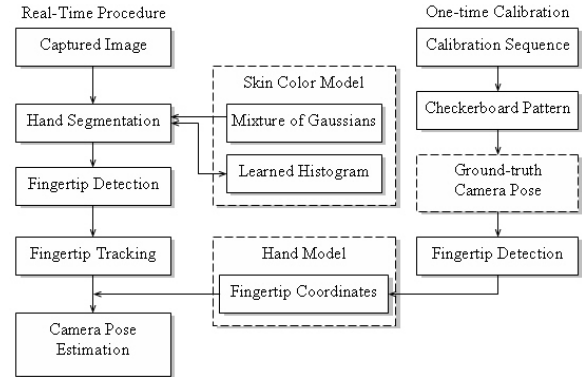 Real-Time Procedure
Captured Image
Hand Segmentation
Fingertip Detection
Fingertip Tracking
Camera Pose
Estimation
Skin Color Model
Mixture of Gaussians
Learned Histogram
Hand Model
Fingertip Coordinates
One-time Calibration
Calibration Sequence
Checkerboard Pattern
Ground-truth
Camera Pose
Fingertip Detection